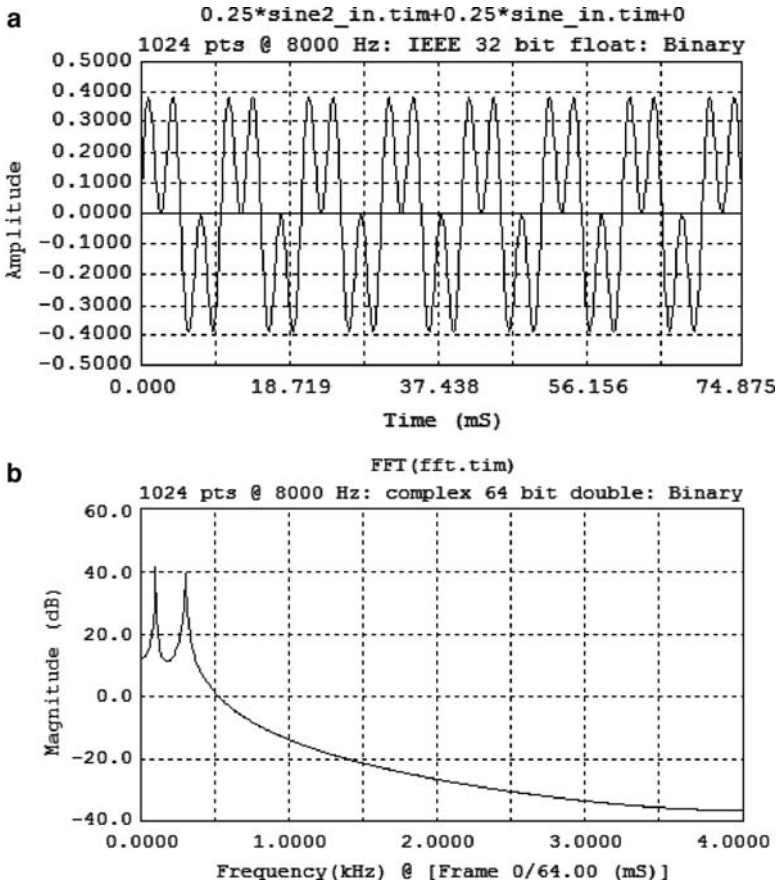 a
0.25*sine2_in.tim+0.25*sine_in.tim+0
1024 pts @ 8000 Hz: IEEE 32 bit float: Binary
0.5000
0.4000
0.3000
0.2000
0.1000
0.0000
-0.1000
-0.2000
-0.3000
-0.4000
-0.5000
Amplitude
0.000 18.719 37.438 56.156 74.875
Time (mS)
b
FFT(fft.tim)
1024 pts @ 8000 Hz: complex 64 bit double: Binary
60.0
40.0
20.0
0.0
-20.0
-40.0
Magnitude (dB)
0.0000 1.0000 2.0000 3.0000 4.0000
Frequency(kHz) @ [Frame 0/64.00 (mS)]